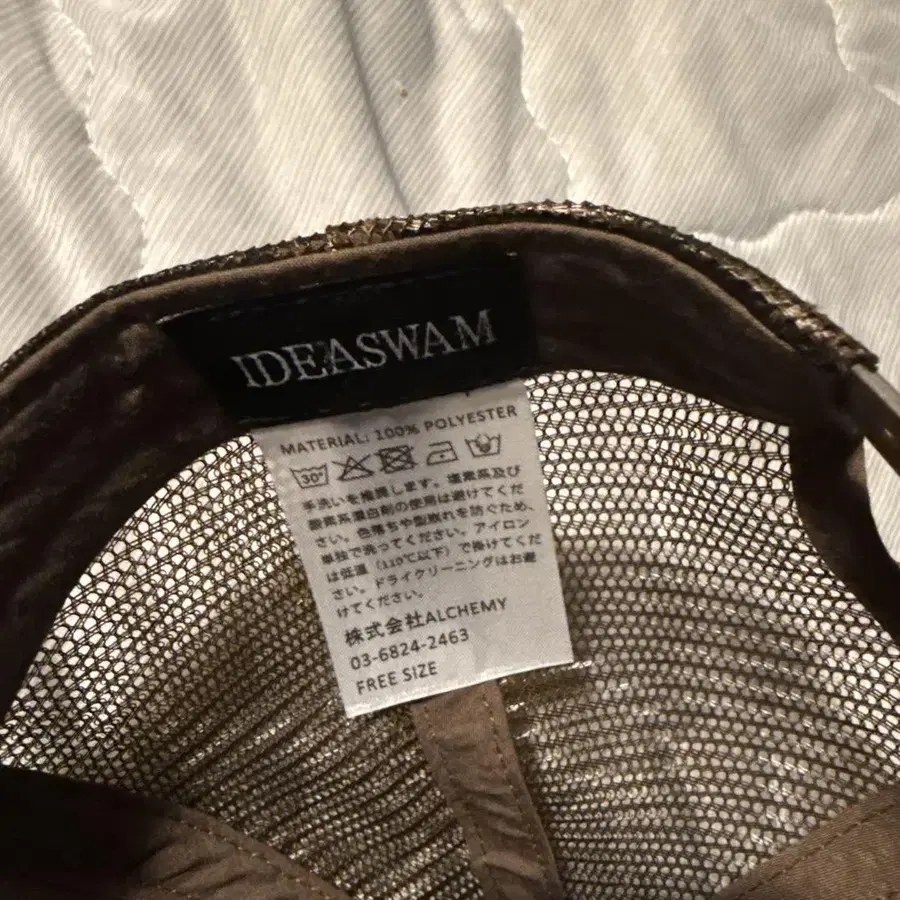 IDEASWAM
MATERIAL: 100% POLYESTER
30°
手洗いを推奨します。塩素系及び
酸素系漂白剤の使用は避けてくだ
さい。色落ちや型崩れを防ぐため、
単独で洗ってください。アイロン
は低温（110℃以下）で掛けてくだ
さい。ドライクリーニングはお避
けてください。
株式会社ALCHEMY
03-6824-2463
FREE SIZE